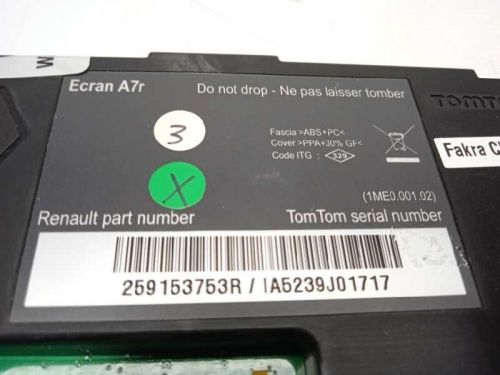 W
Ecran A7r
Do not drop - Ne pas laisser tomber
TOMT
3
Fascia >ABS+PC<
Cover >PPA+30% GF<
Code ITG : 329
Fakra C
X
(1ME0.001.02)
Renault part number
TomTom serial number
259153753R / IA5239J01717